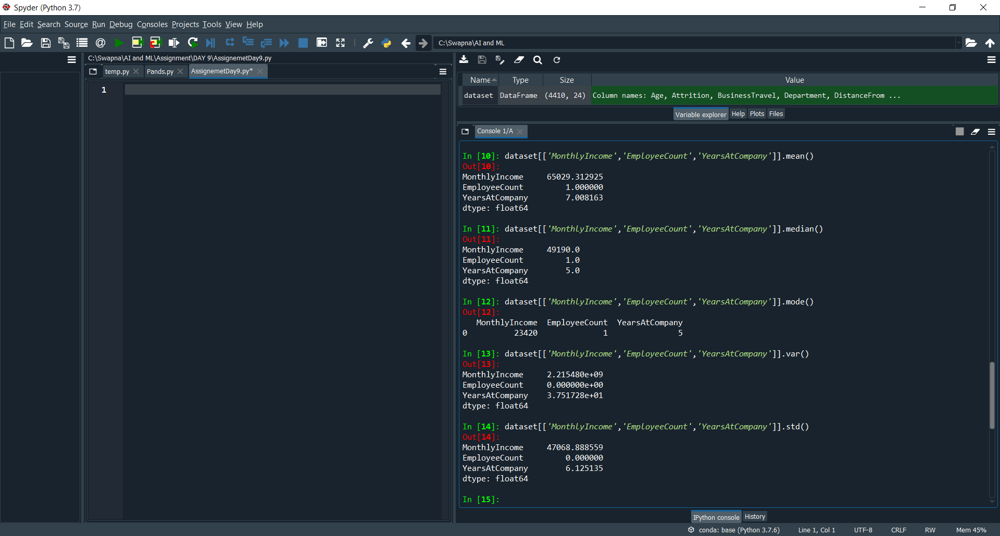 Spyder (Python 3.7)
File Edit Search Source Run Debug Consoles Projects Tools View Help
C:\Swapna\AI and ML
C:\Swapna\AI and ML\Assignment\DAY 9\AssignemetDay9.py
temp.py Pands.py AssignemetDay9.py*
1
Name Type Size Value
dataset DataFrame (4410, 24) Column names: Age, Attrition, BusinessTravel, Department, DistanceFrom ...
Variable explorer Help Plots Files
Console 1/A
In [10]: dataset[['MonthlyIncome','EmployeeCount','YearsAtCompany']].mean()
Out[10]:
MonthlyIncome 65029.312925
EmployeeCount 1.000000
YearsAtCompany 7.008163
dtype: float64
In [11]: dataset[['MonthlyIncome','EmployeeCount','YearsAtCompany']].median()
Out[11]:
MonthlyIncome 49190.0
EmployeeCount 1.0
YearsAtCompany 5.0
dtype: float64
In [12]: dataset[['MonthlyIncome','EmployeeCount','YearsAtCompany']].mode()
Out[12]:
MonthlyIncome EmployeeCount YearsAtCompany
0 23420 1 5
In [13]: dataset[['MonthlyIncome','EmployeeCount','YearsAtCompany']].var()
Out[13]:
MonthlyIncome 2.215480e+09
EmployeeCount 0.000000e+00
YearsAtCompany 3.751728e+01
dtype: float64
In [14]: dataset[['MonthlyIncome','EmployeeCount','YearsAtCompany']].std()
Out[14]:
MonthlyIncome 47068.888559
EmployeeCount 0.000000
YearsAtCompany 6.125135
dtype: float64
In [15]:
IPython console History
conda: base (Python 3.7.6) Line 1, Col 1 UTF-8 CRLF RW Mem 45%